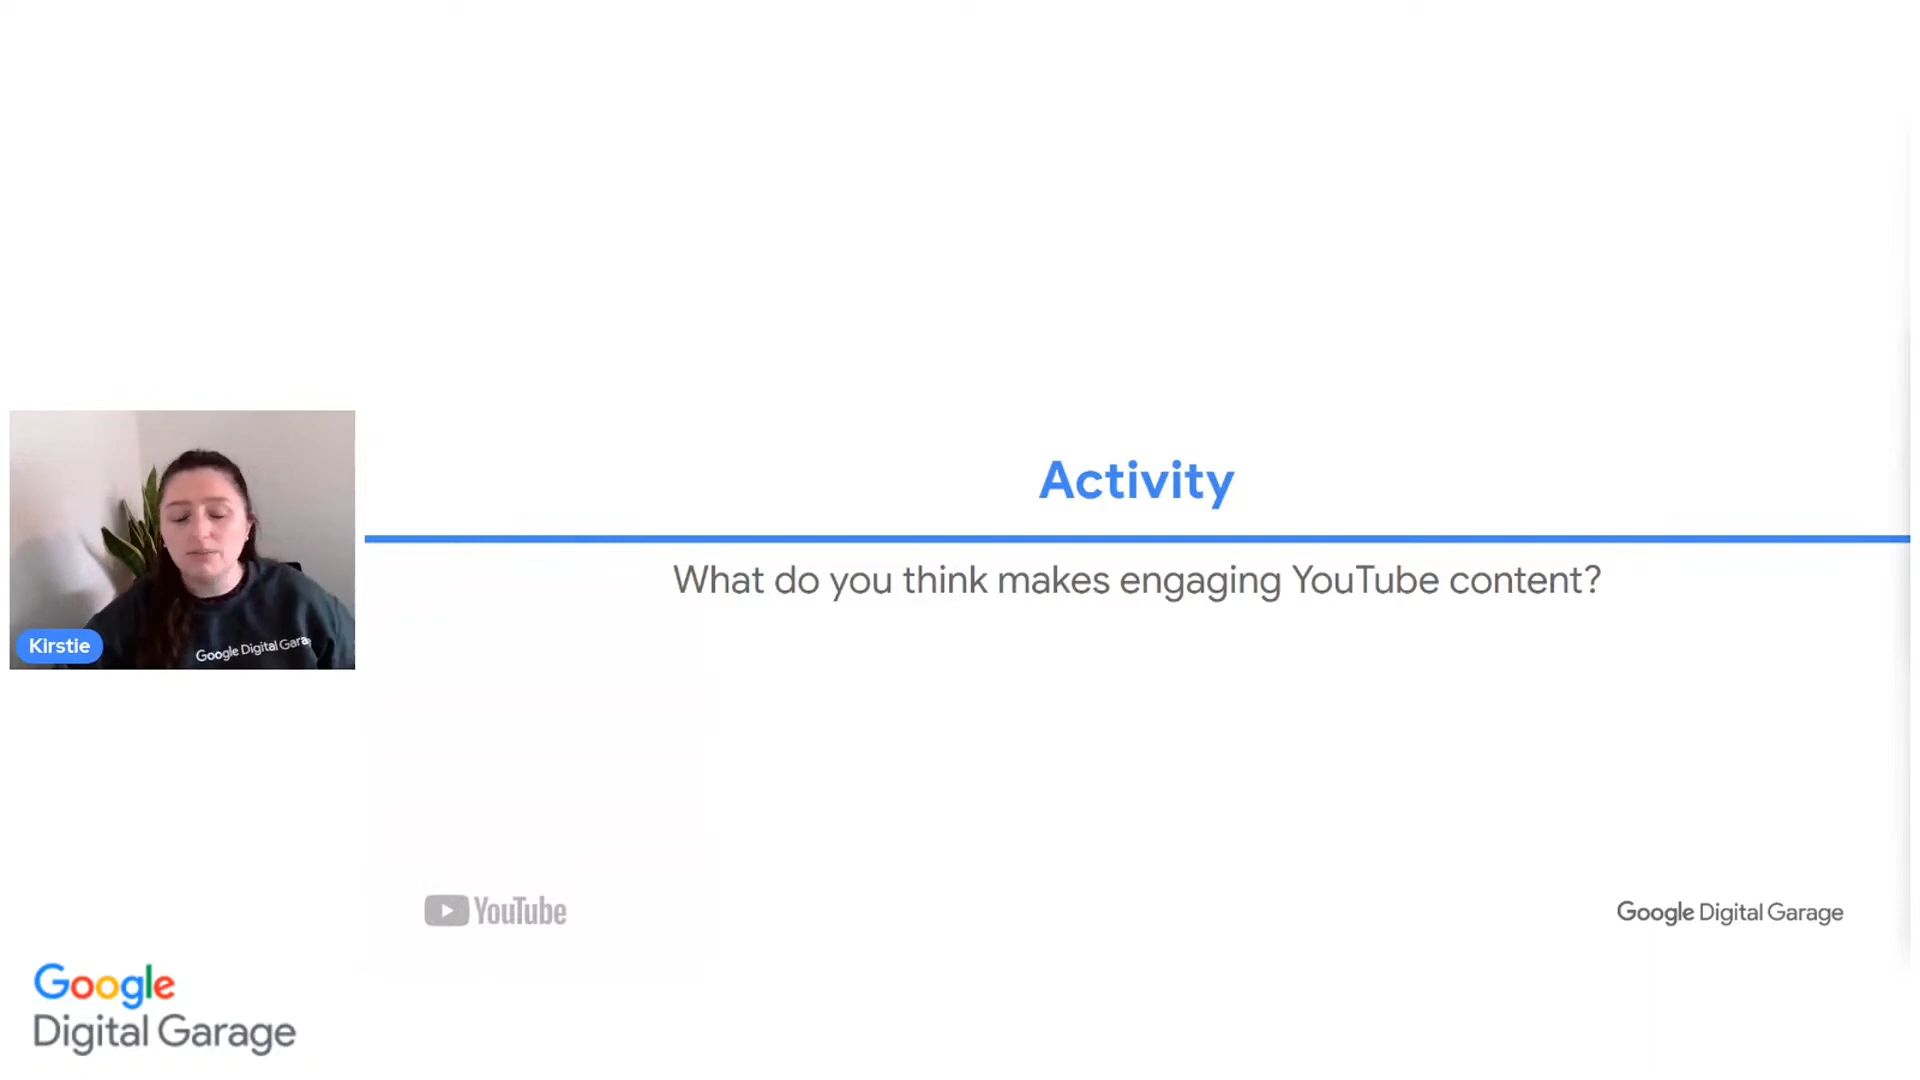 Activity
What do you think makes engaging YouTube content?
Google Digital Gara
Kirstie
YouTube
Google Digital Garage
Google
Digital Garage